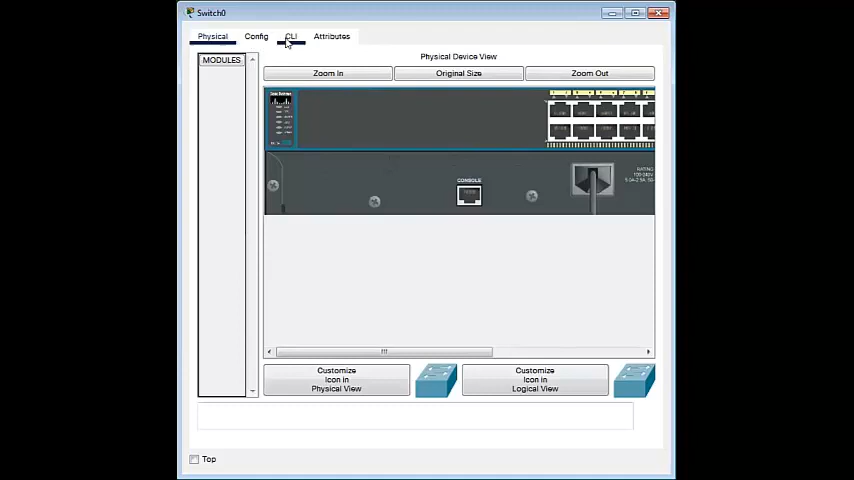 Switch0
Physical Config CLI Attributes
MODULES
Physical Device View
Zoom In Original Size Zoom Out
CONSOLE
RATING
Customize
Icon in
Physical View
Customize
Icon in
Logical View
Top